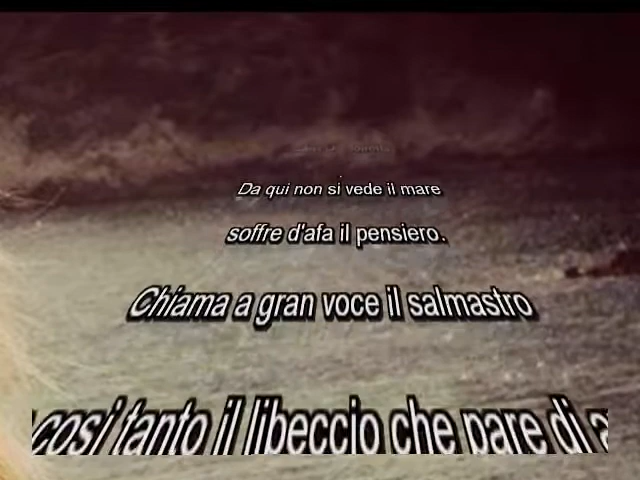 Da qui non si vede il mare
soffre d'afa il pensiero.
Chiama a gran voce il salmastro
così tanto il libeccio che pare di a